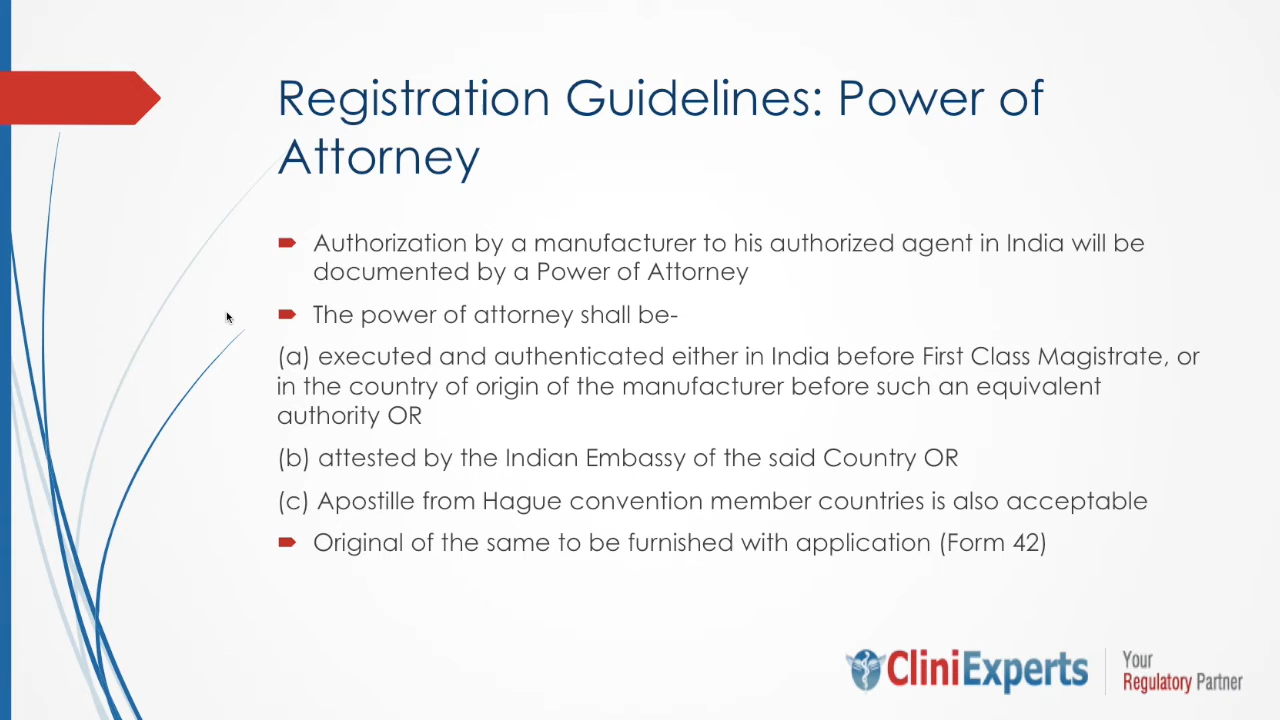 Registration Guidelines: Power of
Attorney
Authorization by a manufacturer to his authorized agent in India will be
documented by a Power of Attorney
The power of attorney shall be-
(a) executed and authenticated either in India before First Class Magistrate, or
in the country of origin of the manufacturer before such an equivalent
authority OR
(b) attested by the Indian Embassy of the said Country OR
(c) Apostille from Hague convention member countries is also acceptable
Original of the same to be furnished with application (Form 42)
CliniExperts
Your
Regulatory Partner